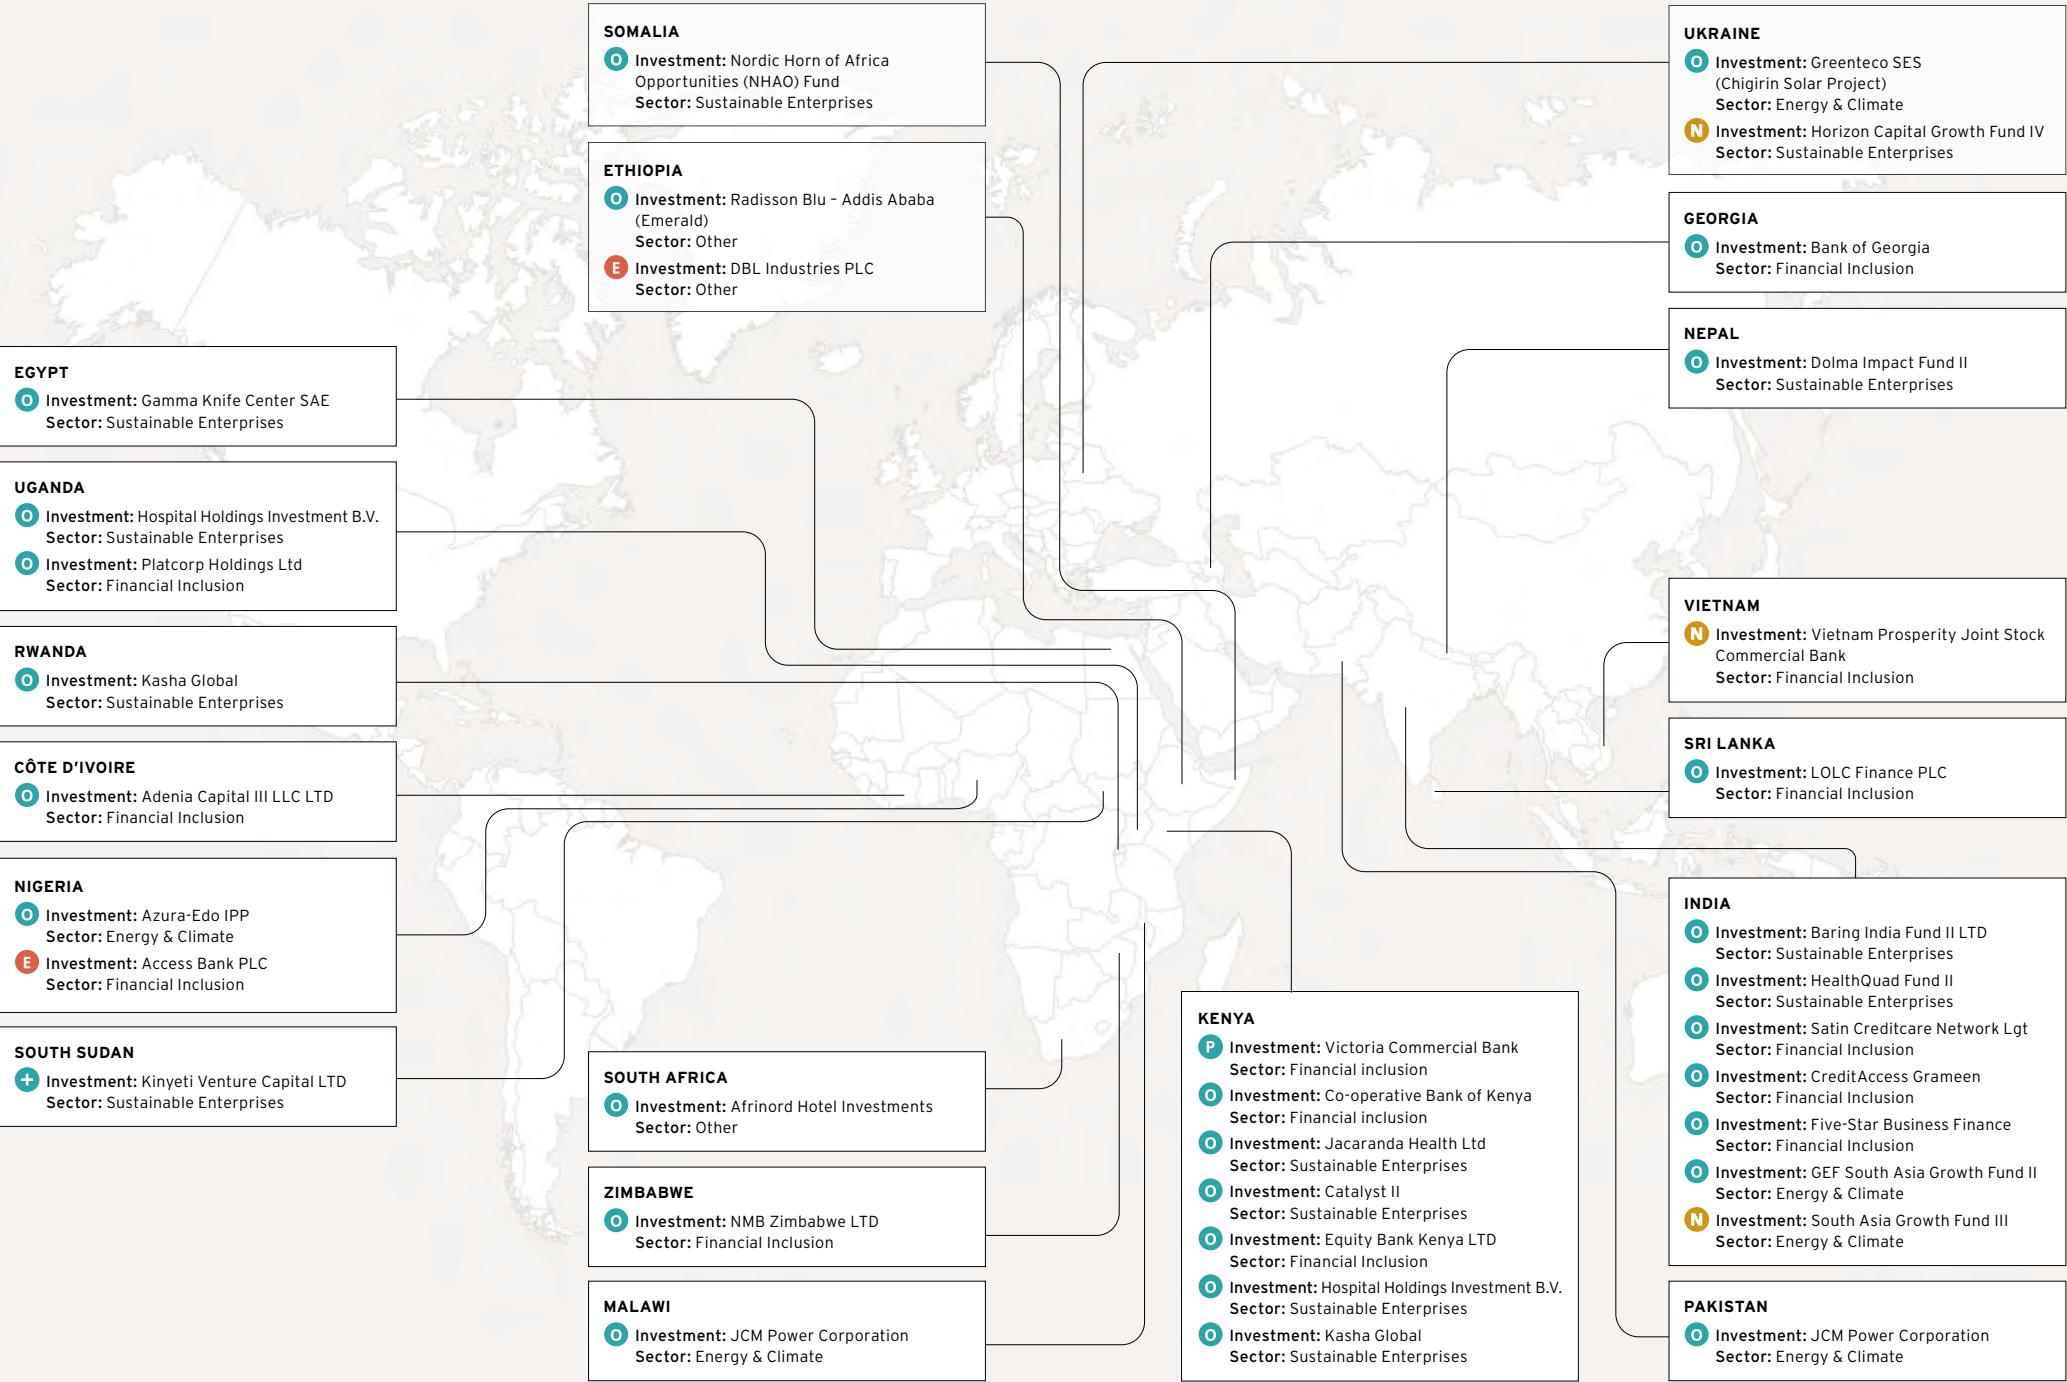 SOMALIA
O Investment: Nordic Horn of Africa
Opportunities (NHAO) Fund
Sector: Sustainable Enterprises
ETHIOPIA
O Investment: Radisson Blu – Addis Ababa
(Emerald)
Sector: Other
E Investment: DBL Industries PLC
Sector: Other
EGYPT
O Investment: Gamma Knife Center SAE
Sector: Sustainable Enterprises
UGANDA
O Investment: Hospital Holdings Investment B.V.
Sector: Sustainable Enterprises
O Investment: Platcorp Holdings Ltd
Sector: Financial Inclusion
RWANDA
O Investment: Kasha Global
Sector: Sustainable Enterprises
CÔTE D'IVOIRE
O Investment: Adenia Capital III LLC LTD
Sector: Financial Inclusion
NIGERIA
O Investment: Azura-Edo IPP
Sector: Energy & Climate
E Investment: Access Bank PLC
Sector: Financial Inclusion
SOUTH SUDAN
+ Investment: Kinyeti Venture Capital LTD
Sector: Sustainable Enterprises
SOUTH AFRICA
O Investment: Afrinord Hotel Investments
Sector: Other
ZIMBABWE
O Investment: NMB Zimbabwe LTD
Sector: Financial Inclusion
MALAWI
O Investment: JCM Power Corporation
Sector: Energy & Climate
KENYA
P Investment: Victoria Commercial Bank
Sector: Financial inclusion
O Investment: Co-operative Bank of Kenya
Sector: Financial inclusion
O Investment: Jacaranda Health Ltd
Sector: Sustainable Enterprises
O Investment: Catalyst II
Sector: Sustainable Enterprises
O Investment: Equity Bank Kenya LTD
Sector: Financial Inclusion
O Investment: Hospital Holdings Investment B.V.
Sector: Sustainable Enterprises
O Investment: Kasha Global
Sector: Sustainable Enterprises
UKRAINE
O Investment: Greenteco SES
(Chigirin Solar Project)
Sector: Energy & Climate
N Investment: Horizon Capital Growth Fund IV
Sector: Sustainable Enterprises
GEORGIA
O Investment: Bank of Georgia
Sector: Financial Inclusion
NEPAL
O Investment: Dolma Impact Fund II
Sector: Sustainable Enterprises
VIETNAM
N Investment: Vietnam Prosperity Joint Stock
Commercial Bank
Sector: Financial Inclusion
SRI LANKA
O Investment: LOLC Finance PLC
Sector: Financial Inclusion
INDIA
O Investment: Baring India Fund II LTD
Sector: Sustainable Enterprises
O Investment: HealthQuad Fund II
Sector: Sustainable Enterprises
O Investment: Satin Creditcare Network Lgt
Sector: Financial Inclusion
O Investment: CreditAccess Grameen
Sector: Financial Inclusion
O Investment: Five-Star Business Finance
Sector: Financial Inclusion
O Investment: GEF South Asia Growth Fund II
Sector: Energy & Climate
N Investment: South Asia Growth Fund III
Sector: Energy & Climate
PAKISTAN
O Investment: JCM Power Corporation
Sector: Energy & Climate